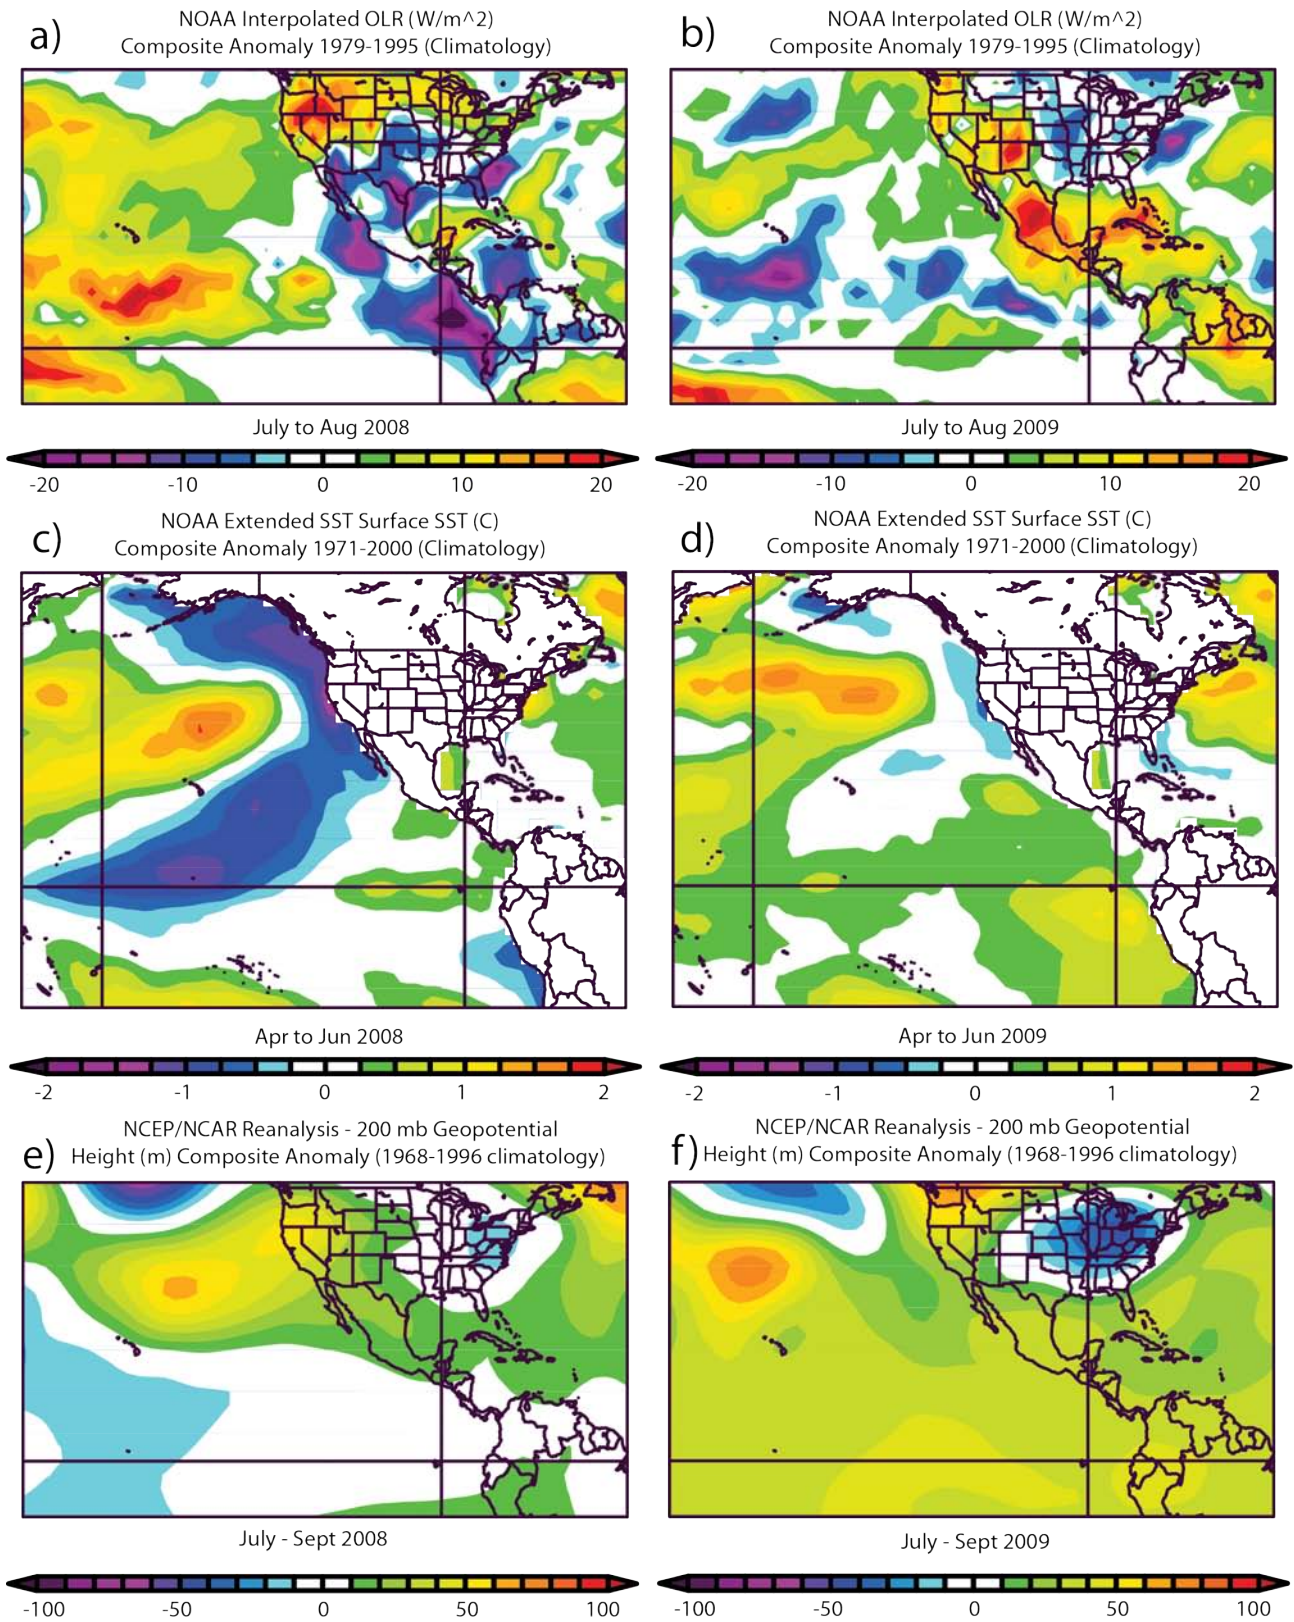 a)
NOAA Interpolated OLR (W/m^2)
Composite Anomaly 1979-1995 (Climatology)
July to Aug 2008
-20 -10 0 10 20
b)
NOAA Interpolated OLR (W/m^2)
Composite Anomaly 1979-1995 (Climatology)
July to Aug 2009
-20 -10 0 10 20
c)
NOAA Extended SST Surface SST (C)
Composite Anomaly 1971-2000 (Climatology)
Apr to Jun 2008
-2 -1 0 1 2
d)
NOAA Extended SST Surface SST (C)
Composite Anomaly 1971-2000 (Climatology)
Apr to Jun 2009
-2 -1 0 1 2
e)
NCEP/NCAR Reanalysis - 200 mb Geopotential
Height (m) Composite Anomaly (1968-1996 climatology)
July - Sept 2008
-100 -50 0 50 100
f)
NCEP/NCAR Reanalysis - 200 mb Geopotential
Height (m) Composite Anomaly (1008-1996 climatology)
July - Sept 2009
-100 -50 0 50 100